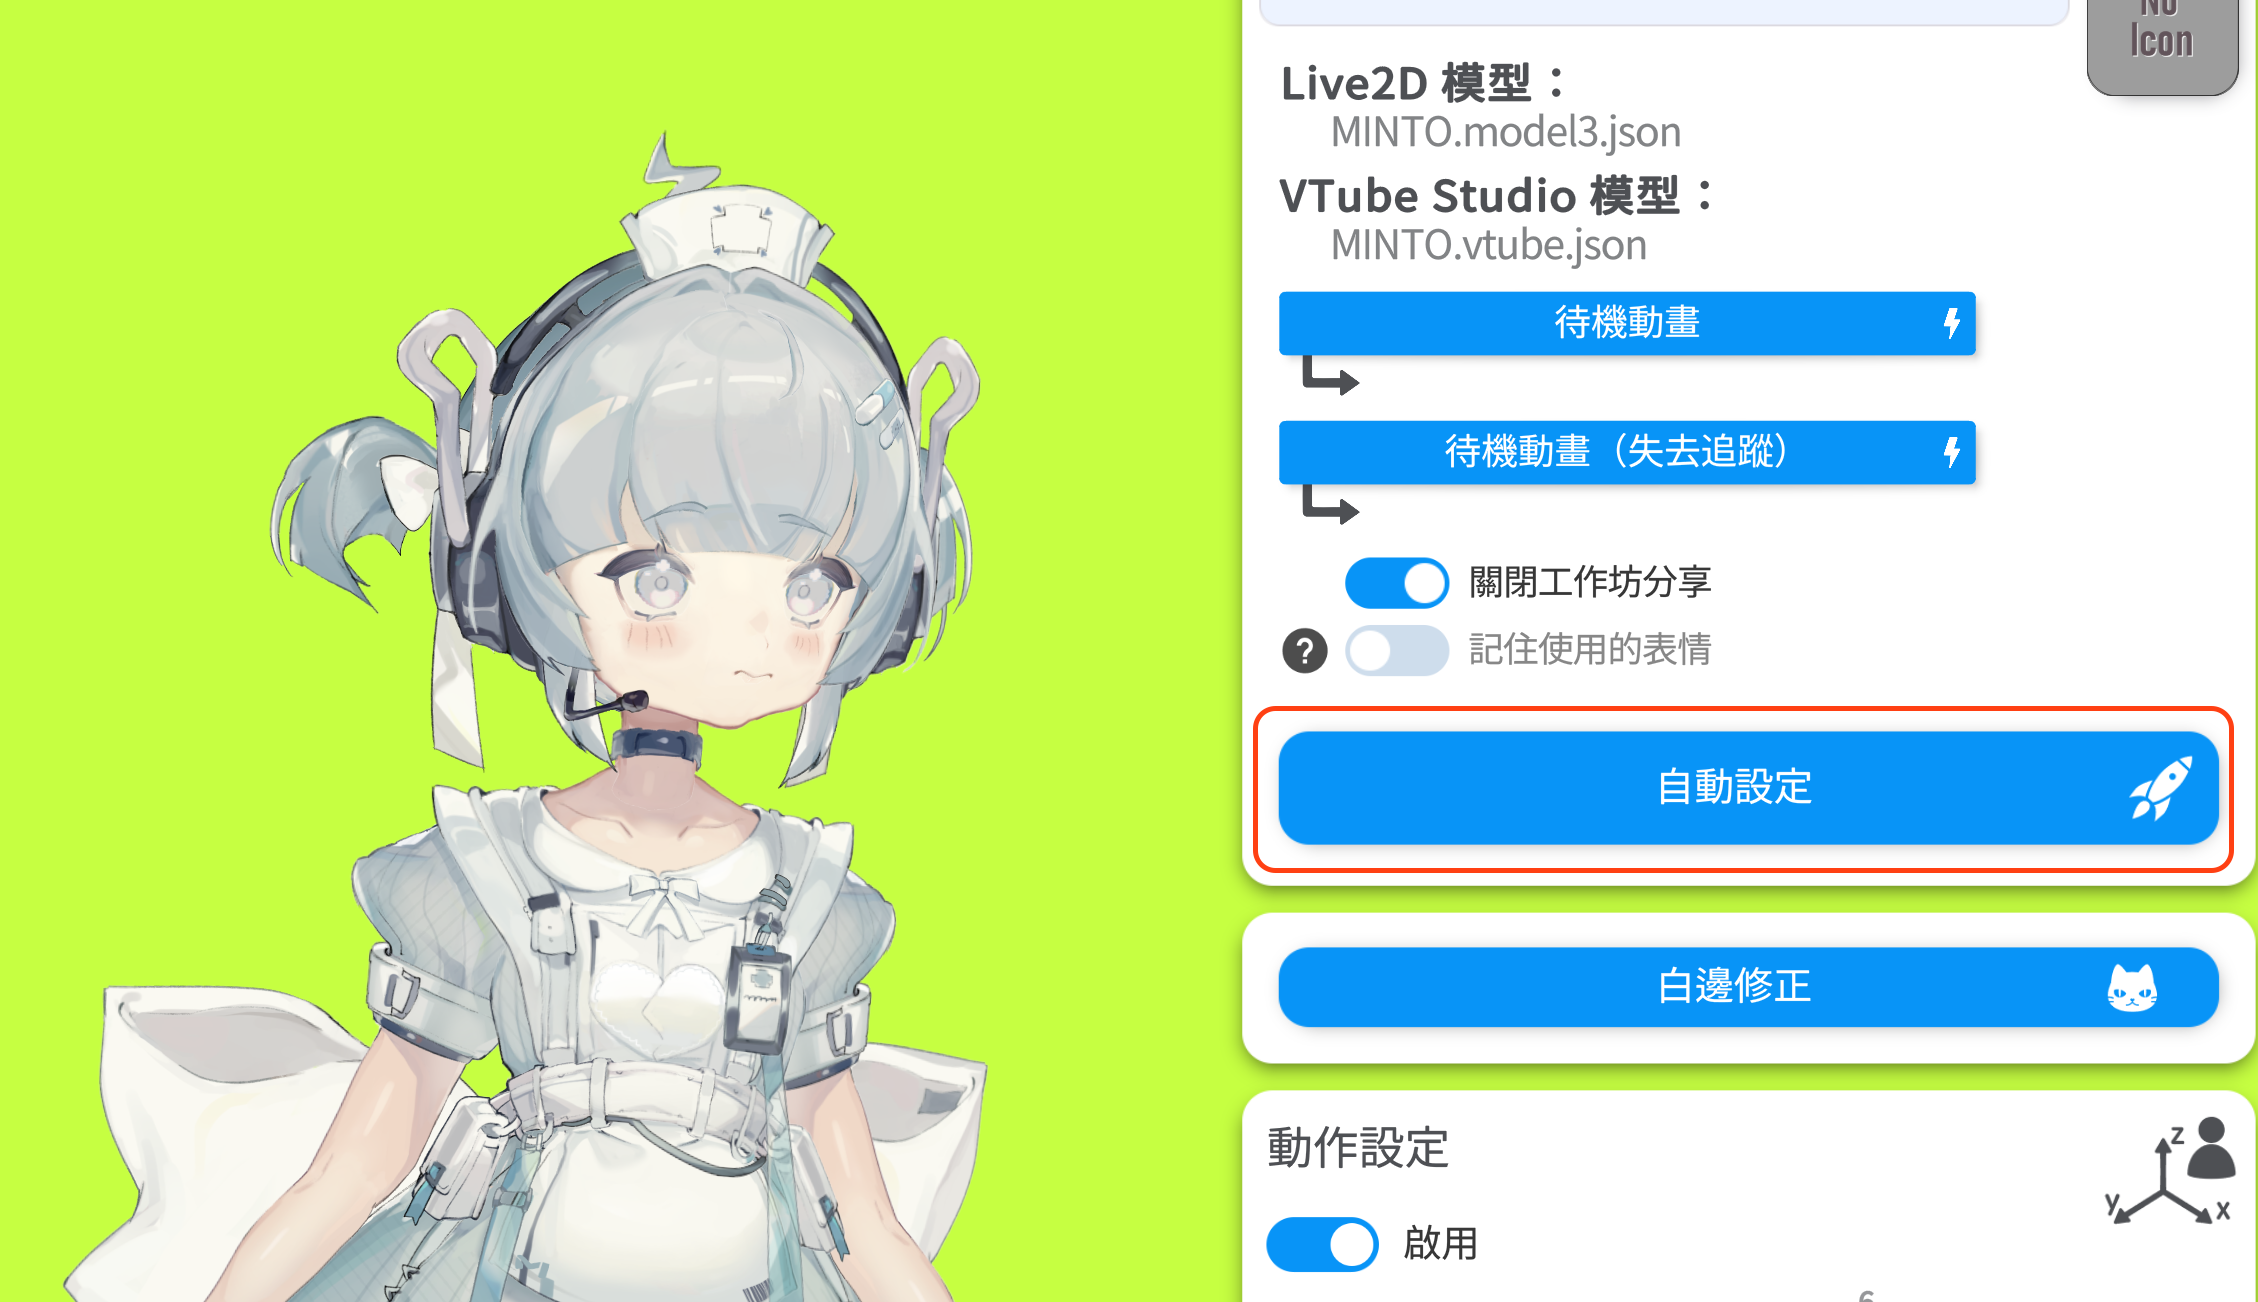 No
Icon
Live2D 模型：
MINTO.model3.json
VTube Studio 模型：
MINTO.vtube.json
待機動畫
待機動畫（失去追蹤）
關閉工作坊分享
? 記住使用的表情
自動設定
白邊修正
動作設定
z
y
x
啟用